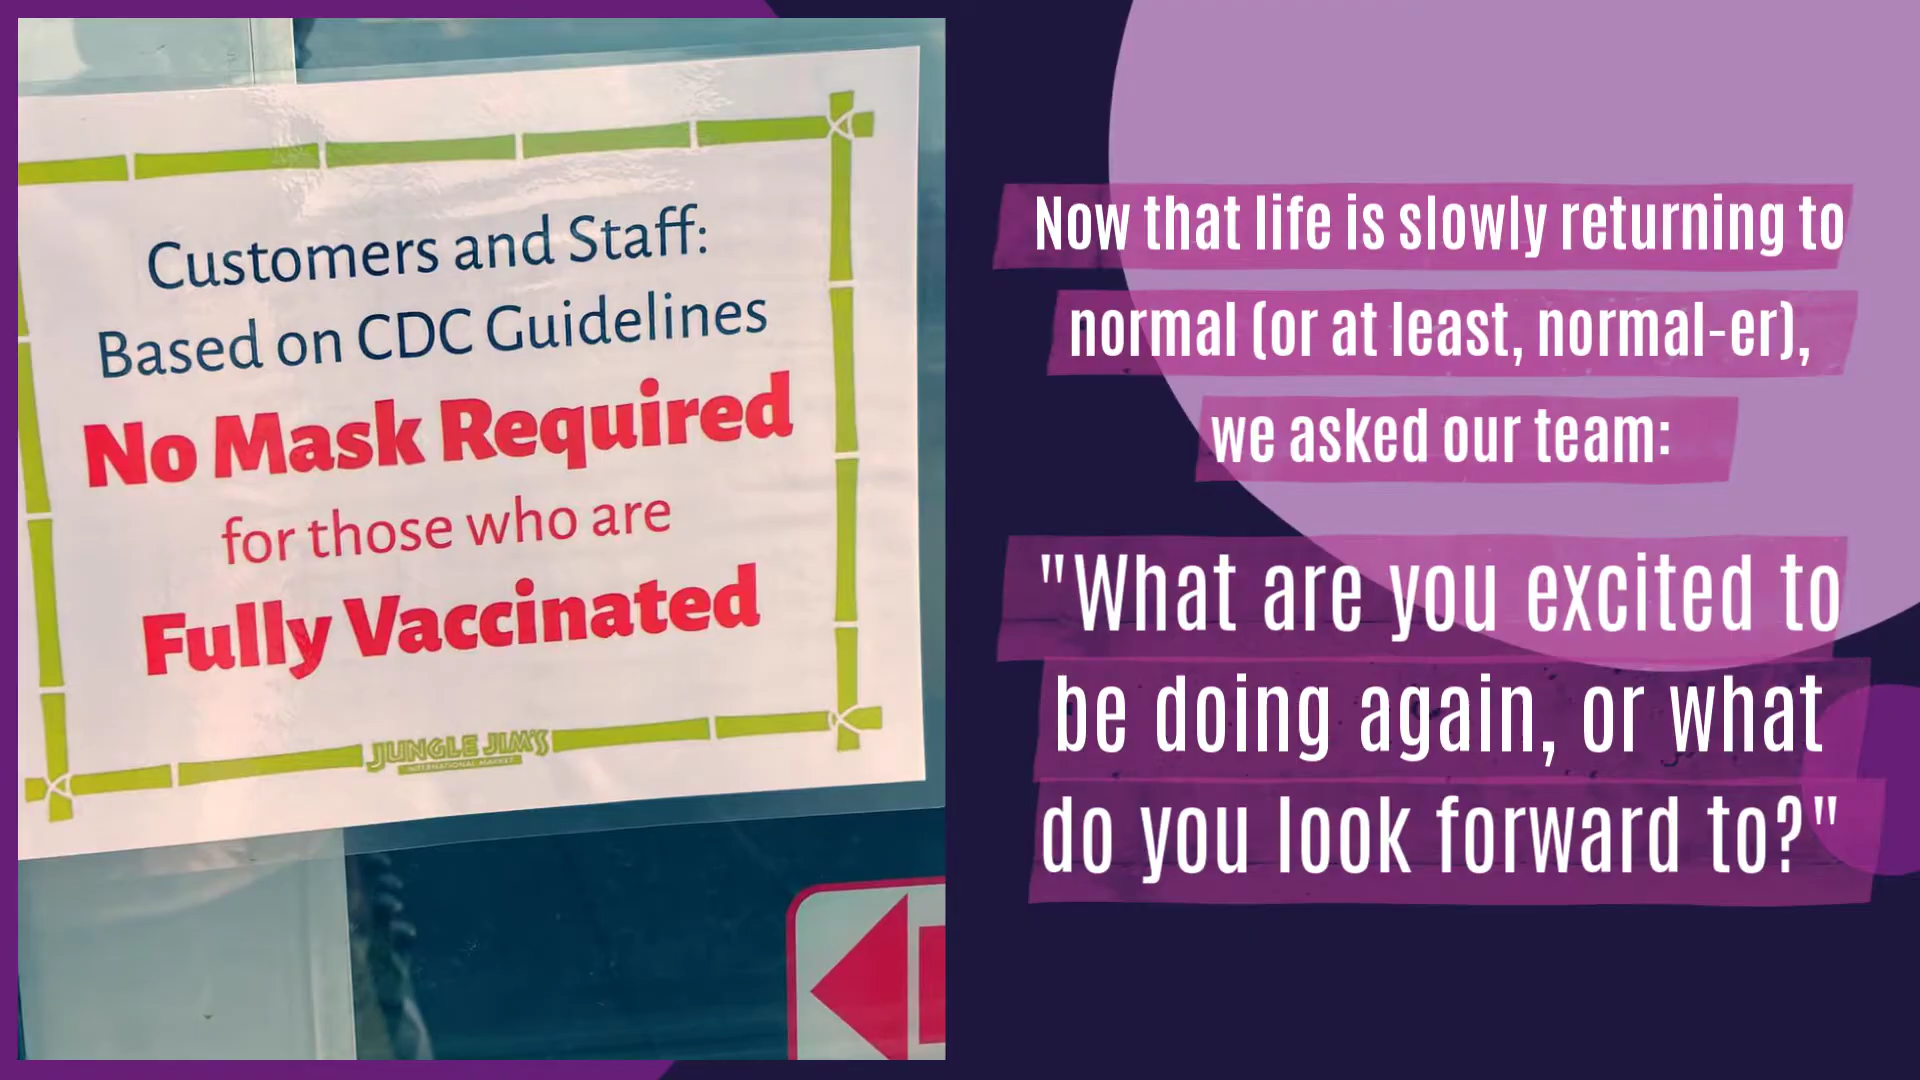 Customers and Staff:
Based on CDC Guidelines
No Mask Required
for those who are
Fully Vaccinated
JUNGLE JIM'S
INTERNATIONAL MARKET
Now that life is slowly returning to
normal (or at least, normal-er),
we asked our team:
"What are you excited to
be doing again, or what
do you look forward to?"